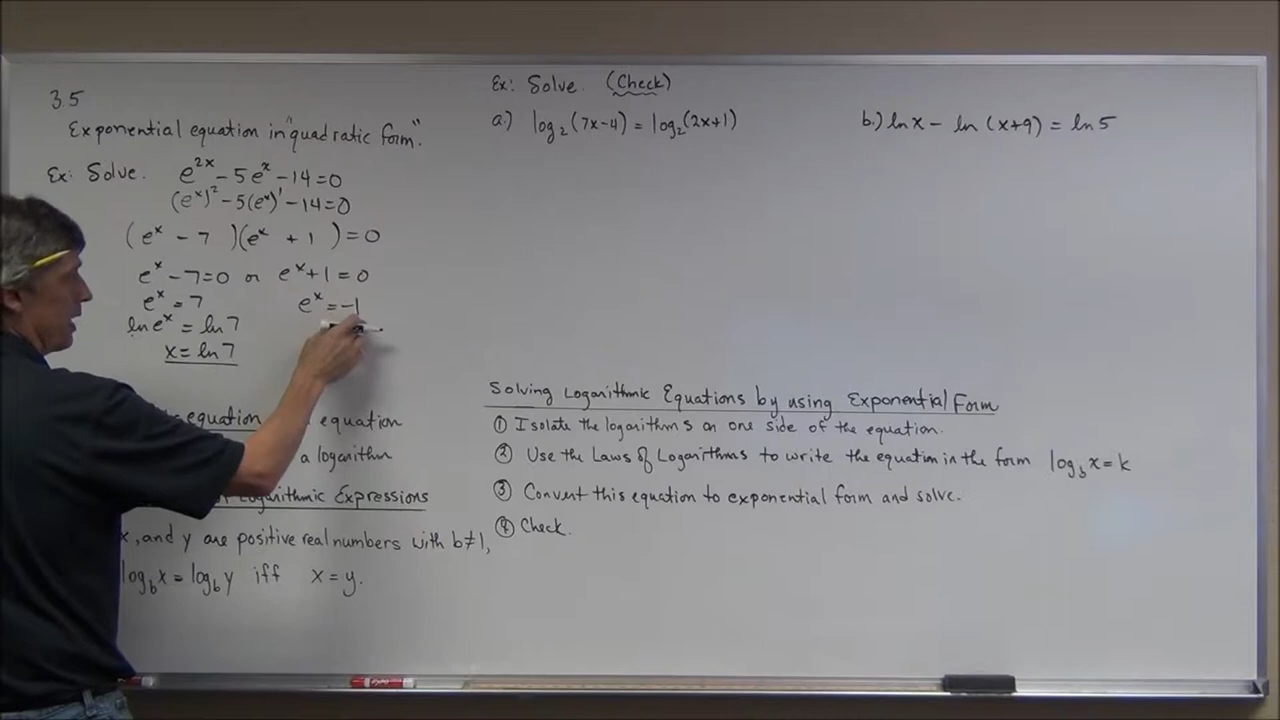 3.5
Exponential equation in "quadratic form."
Ex: Solve. e^{2x} - 5e^x - 14 = 0
(e^x)^2 - 5(e^x)^1 - 14 = 0
(e^x - 7 )(e^x + 1 ) = 0
e^x - 7 = 0 or e^x + 1 = 0
e^x = 7 e^x = -1
ln e^x = ln 7
x = ln 7
equation equation
a logarithm
Logarithmic Expressions
x, and y are positive real numbers with b ≠ 1,
log_b x = log_b y iff x = y.
Ex: Solve. (Check)
a.) log_2 (7x-4) = log_2 (2x+1)
b.) ln x - ln (x+9) = ln 5
Solving Logarithmic Equations by using Exponential Form
① Isolate the logarithms on one side of the equation.
② Use the Laws of Logarithms to write the equation in the form log_b x = k
③ Convert this equation to exponential form and solve.
④ Check.